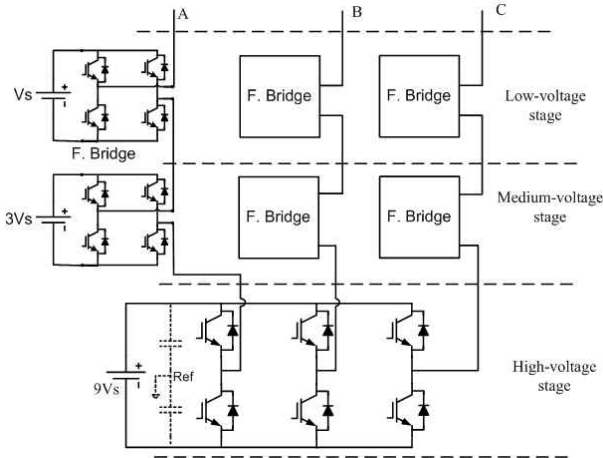 A B C
Vs
F. Bridge
F. Bridge
F. Bridge
Low-voltage
stage
3Vs
F. Bridge
F. Bridge
Medium-voltage
stage
9Vs
Ref
High-voltage
stage